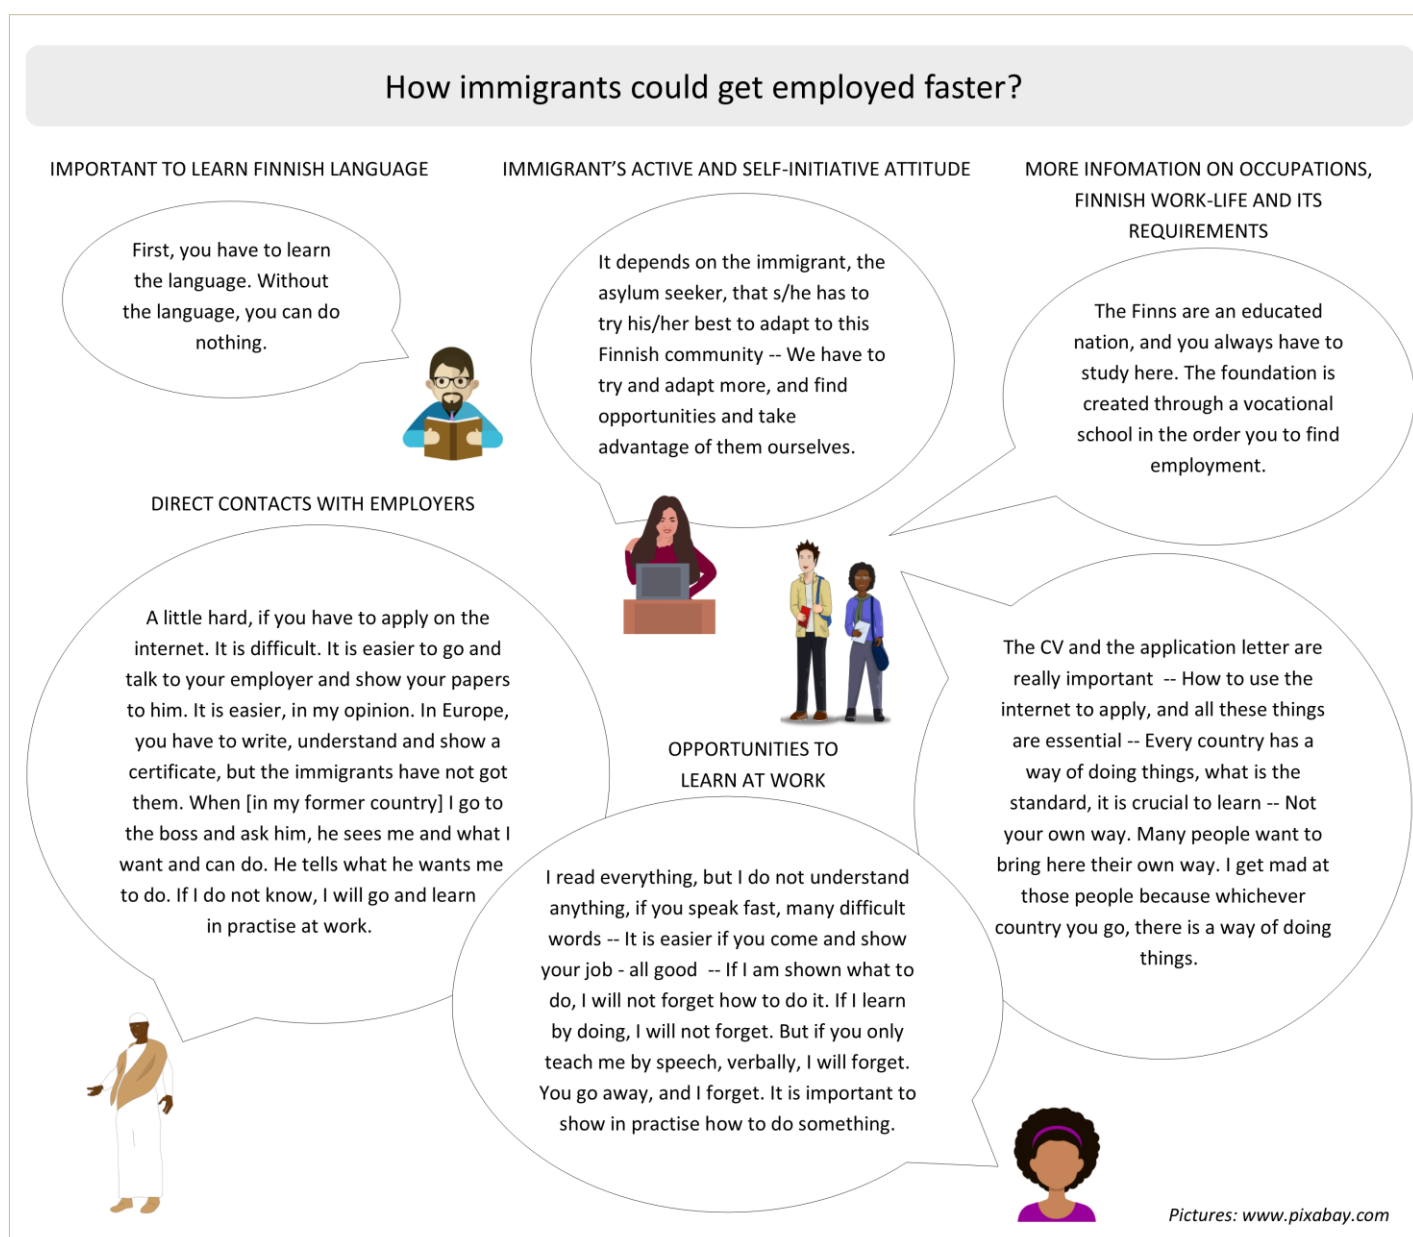 How immigrants could get employed faster?
IMPORTANT TO LEARN FINNISH LANGUAGE
First, you have to learn
the language. Without
the language, you can do
nothing.
IMMIGRANT'S ACTIVE AND SELF-INITIATIVE ATTITUDE
It depends on the immigrant, the
asylum seeker, that s/he has to
try his/her best to adapt to this
Finnish community -- We have to
try and adapt more, and find
opportunities and take
advantage of them ourselves.
MORE INFOMATION ON OCCUPATIONS,
FINNISH WORK-LIFE AND ITS
REQUIREMENTS
The Finns are an educated
nation, and you always have to
study here. The foundation is
created through a vocational
school in the order you to find
employment.
DIRECT CONTACTS WITH EMPLOYERS
A little hard, if you have to apply on the
internet. It is difficult. It is easier to go and
talk to your employer and show your papers
to him. It is easier, in my opinion. In Europe,
you have to write, understand and show a
certificate, but the immigrants have not got
them. When [in my former country] I go to
the boss and ask him, he sees me and what I
want and can do. He tells what he wants me
to do. If I do not know, I will go and learn
in practise at work.
The CV and the application letter are
really important -- How to use the
internet to apply, and all these things
are essential -- Every country has a
way of doing things, what is the
standard, it is crucial to learn -- Not
your own way. Many people want to
bring here their own way. I get mad at
those people because whichever
country you go, there is a way of doing
things.
OPPORTUNITIES TO
LEARN AT WORK
I read everything, but I do not understand
anything, if you speak fast, many difficult
words -- It is easier if you come and show
your job - all good -- If I am shown what to
do, I will not forget how to do it. If I learn
by doing, I will not forget. But if you only
teach me by speech, verbally, I will forget.
You go away, and I forget. It is important to
show in practise how to do something.
Pictures: www.pixabay.com